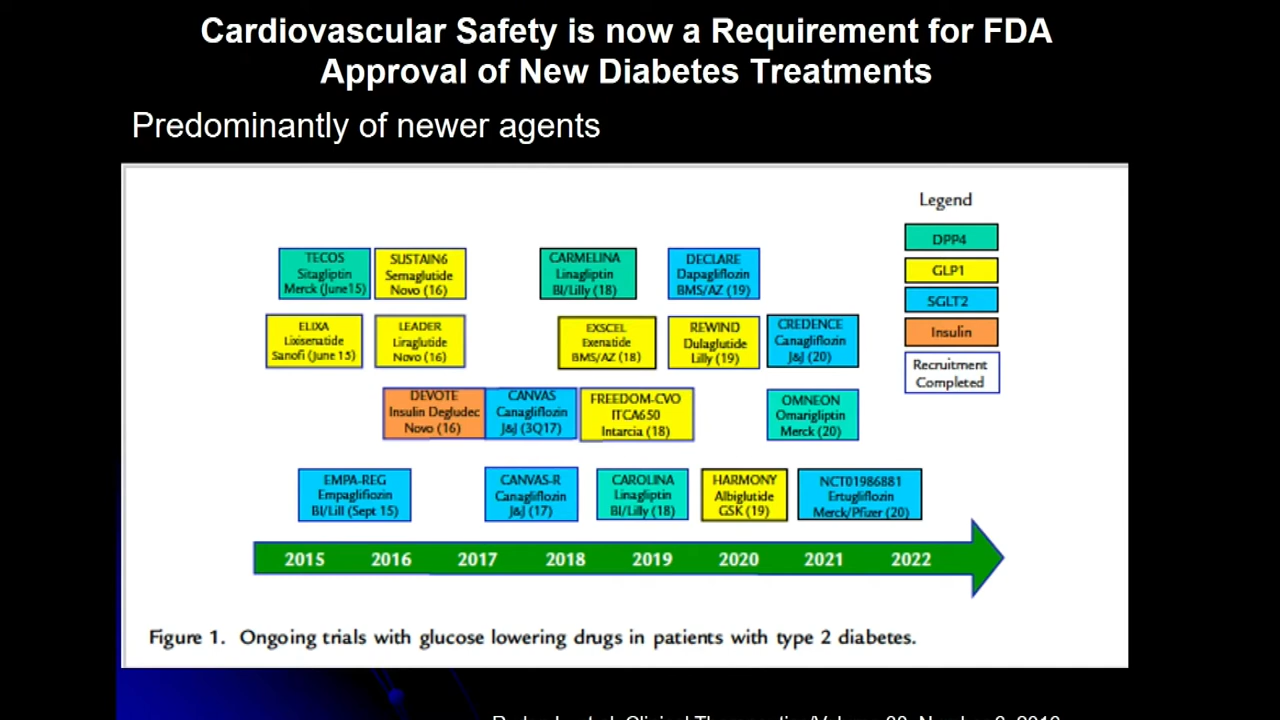 Cardiovascular Safety is now a Requirement for FDA
Approval of New Diabetes Treatments
Predominantly of newer agents
Legend
DPP4
GLP1
SGLT2
Insulin
Recruitment
Completed
TECOS
Sitagliptin
Merck (June15)
SUSTAIN6
Semaglutide
Novo (16)
CARMELINA
Linagliptin
BI/Lilly (18)
DECLARE
Dapagliflozin
BMS/AZ (19)
ELIXA
Lixisenatide
Sanofi (June 15)
LEADER
Liraglutide
Novo (16)
EXSCEL
Exenatide
BMS/AZ (18)
REWIND
Dulaglutide
Lilly (19)
CREDENCE
Canagliflozin
J&J (20)
DEVOTE
Insulin Degludec
Novo (16)
CANVAS
Canagliflozin
J&J (3Q17)
FREEDOM-CVO
ITCA650
Intarcia (18)
OMNEON
Omarigliptin
Merck (20)
EMPA-REG
Empagliflozin
BI/Lill (Sept 15)
CANVAS-R
Canagliflozin
J&J (17)
CAROLINA
Linagliptin
BI/Lilly (18)
HARMONY
Albiglutide
GSK (19)
NCT01986881
Ertugliflozin
Merck/Pfizer (20)
2015 2016 2017 2018 2019 2020 2021 2022
Figure 1. Ongoing trials with glucose lowering drugs in patients with type 2 diabetes.